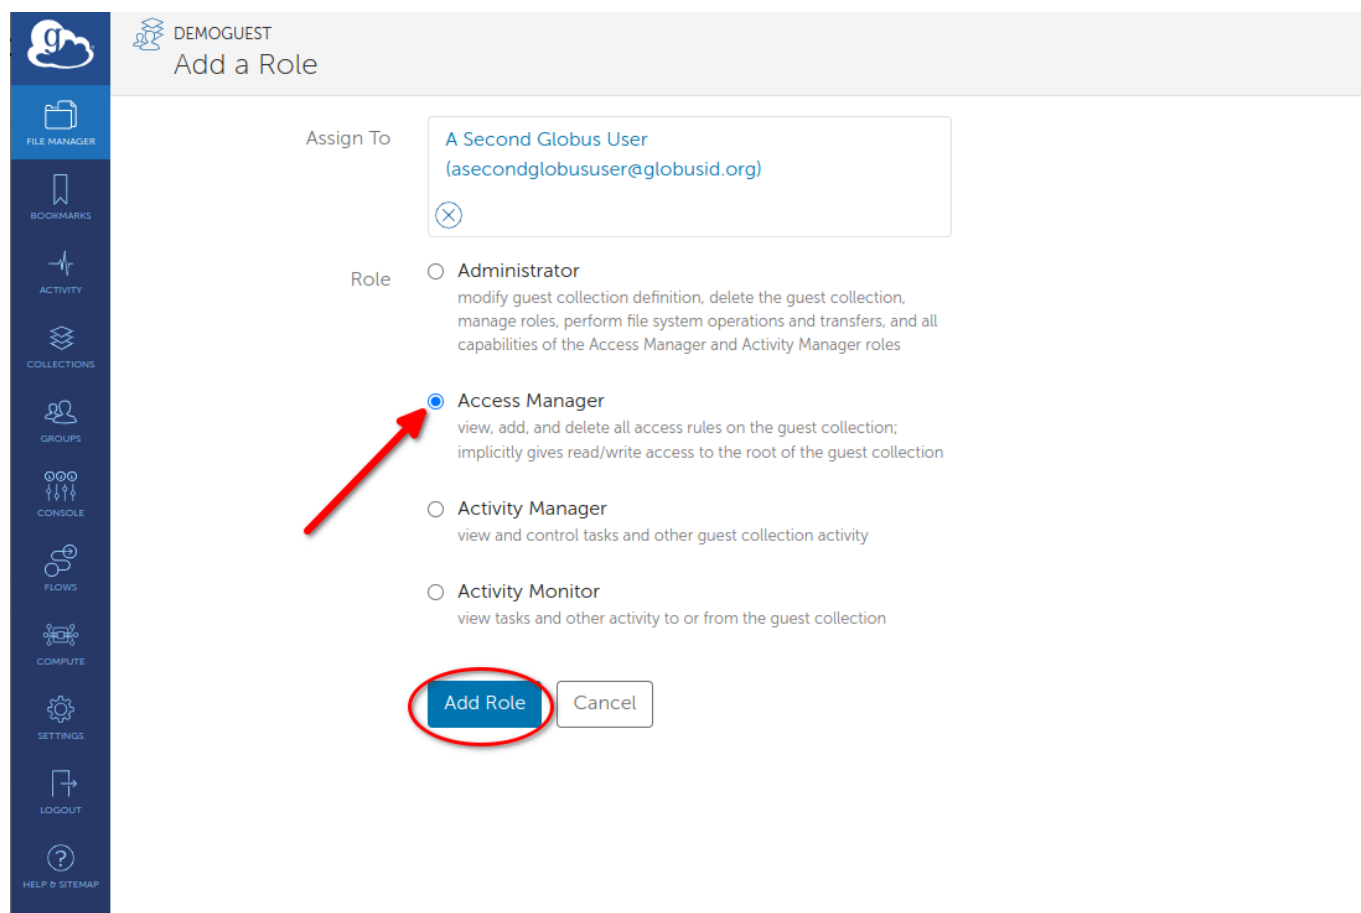 g
DEMOGUEST
Add a Role
FILE MANAGER
BOOKMARKS
ACTIVITY
COLLECTIONS
GROUPS
CONSOLE
FLOWS
COMPUTE
SETTINGS
LOGOUT
HELP & SITEMAP
Assign To
A Second Globus User
(asecondglobususer@globusid.org)
Role
Administrator
modify guest collection definition, delete the guest collection,
manage roles, perform file system operations and transfers, and all
capabilities of the Access Manager and Activity Manager roles
Access Manager
view, add, and delete all access rules on the guest collection;
implicitly gives read/write access to the root of the guest collection
Activity Manager
view and control tasks and other guest collection activity
Activity Monitor
view tasks and other activity to or from the guest collection
Add Role
Cancel